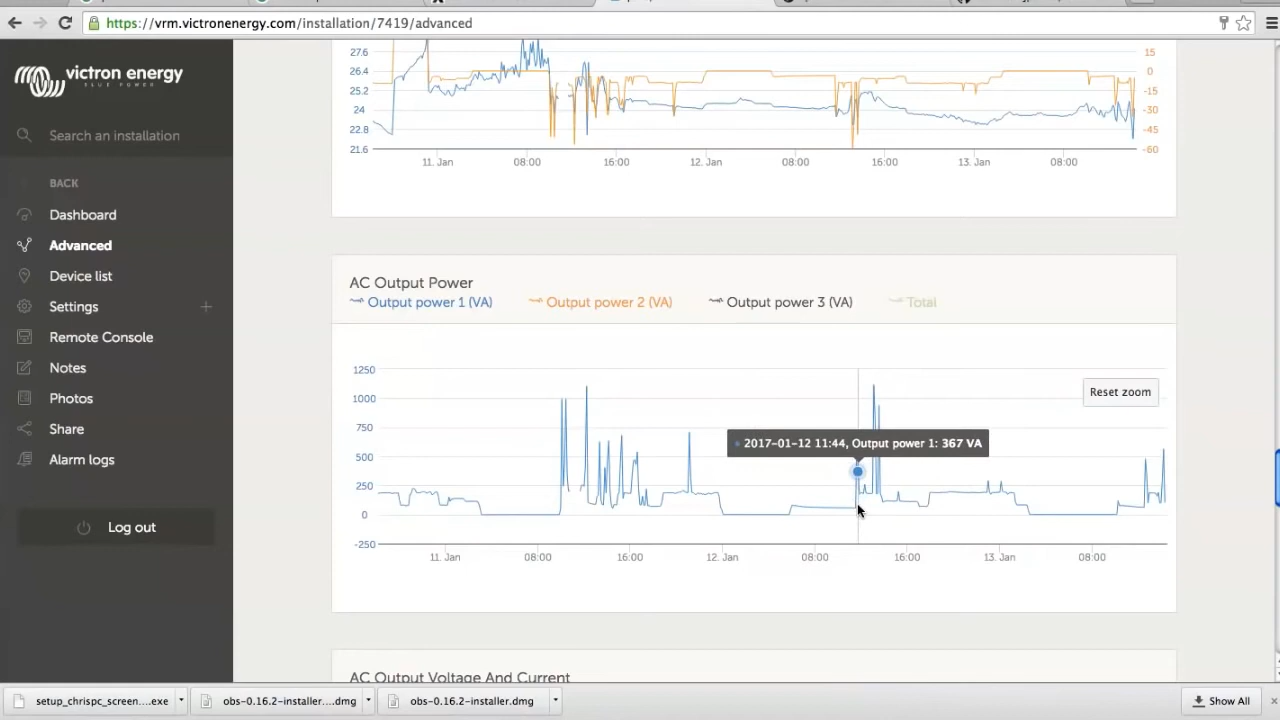 https://vrm.victronenergy.com/installation/7419/advanced
victron energy
BLUE POWER
Search an installation
BACK
Dashboard
Advanced
Device list
Settings
Remote Console
Notes
Photos
Share
Alarm logs
Log out
27.6
26.4
25.2
24
22.8
21.6
15
0
-15
-30
-45
-60
11. Jan 08:00 16:00 12. Jan 08:00 16:00 13. Jan 08:00
AC Output Power
Output power 1 (VA) Output power 2 (VA) Output power 3 (VA) Total
1250
1000
750
500
250
0
-250
Reset zoom
2017-01-12 11:44, Output power 1: 367 VA
11. Jan 08:00 16:00 12. Jan 08:00 16:00 13. Jan 08:00
AC Output Voltage And Current
setup_chrispc_screen....exe obs-0.16.2-installer....dmg obs-0.16.2-installer.dmg Show All